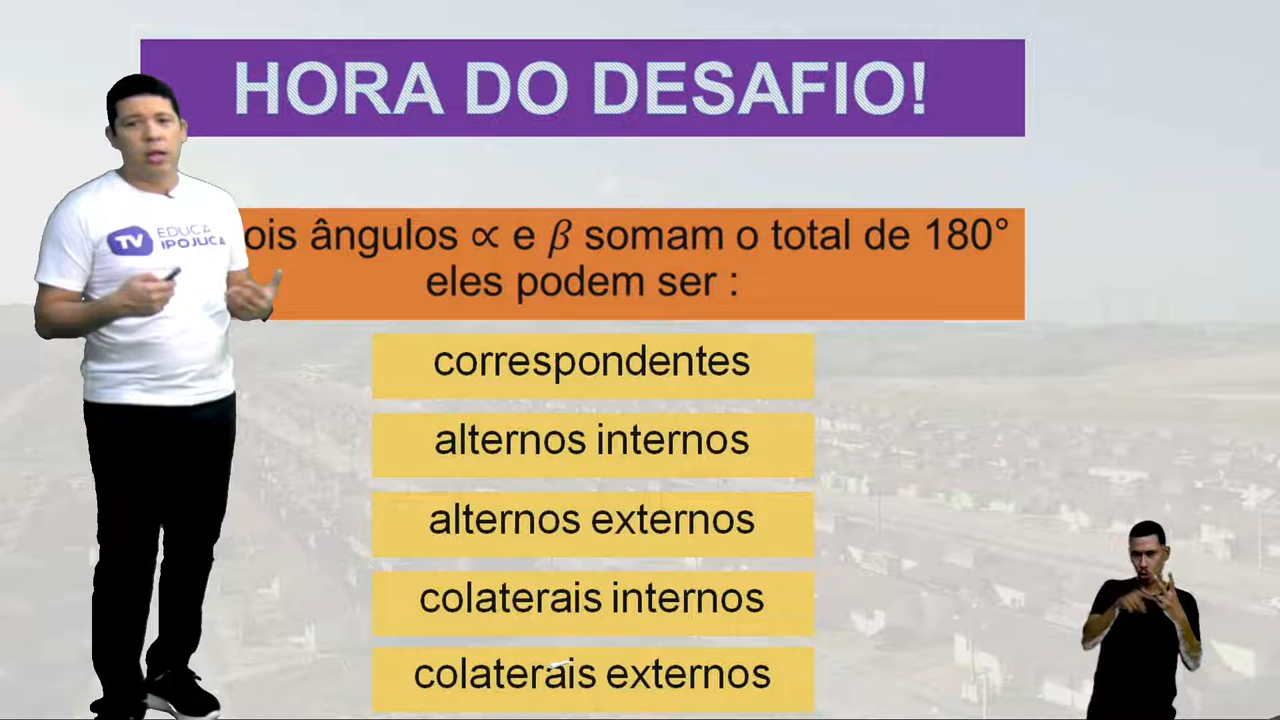 HORA DO DESAFIO!
TV EDUCA
IPOJUCA
ângulos ∝ e β somam o total de 180°
eles podem ser :
correspondentes
alternos internos
alternos externos
colaterais internos
colaterais externos